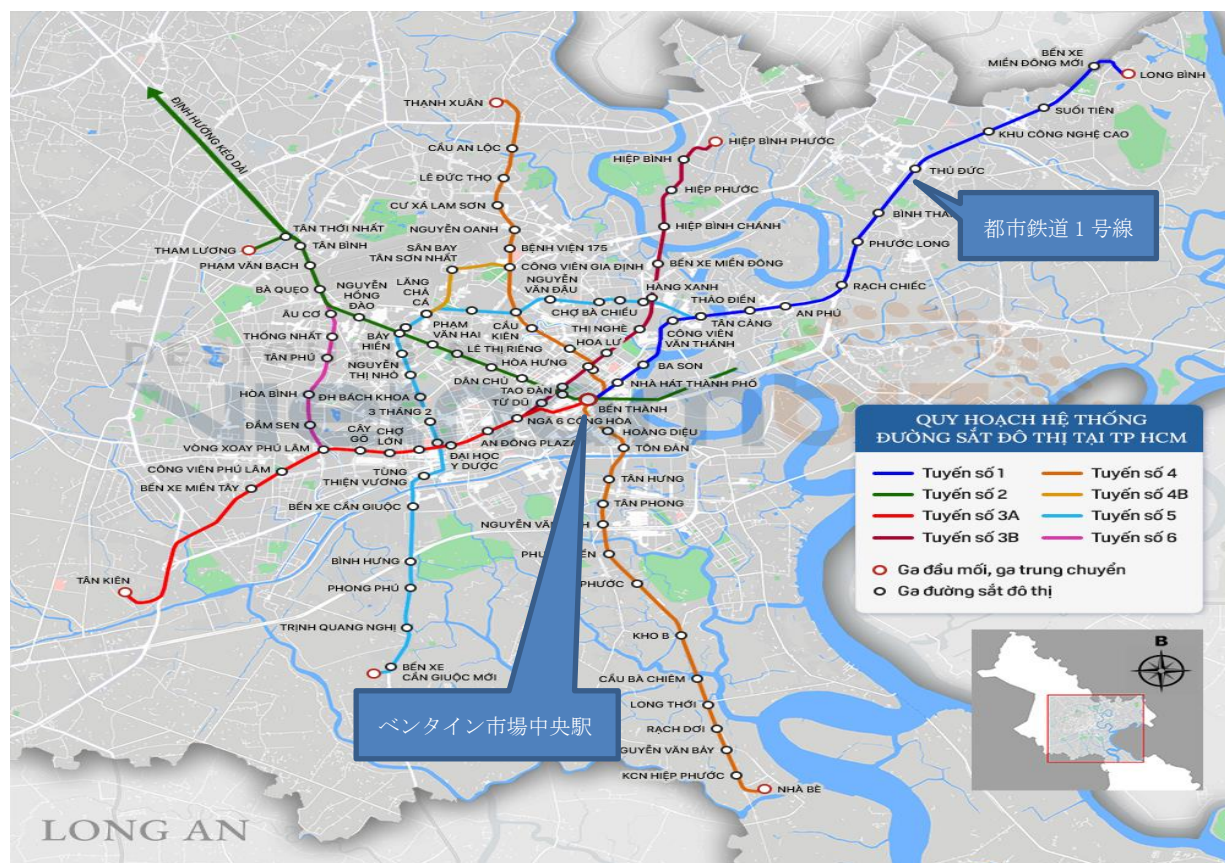 BẾN XE
MIỀN ĐÔNG MỚI
LONG BÌNH
SUỐI TIÊN
KHU CÔNG NGHỆ CAO
THỦ ĐỨC
PHƯỚC LONG
RẠCH CHIẾC
AN PHÚ
THẢO ĐIỀN
TÂN CẢNG
CÔNG VIÊN
VĂN THÁNH
BA SON
NHÀ HÁT THÀNH PHỐ
BẾN THÀNH
都市鉄道1号線
THẠNH XUÂN
CẦU AN LỘC
LÊ ĐỨC THỌ
CƯ XÁ LAM SƠN
NGUYỄN OANH
BỆNH VIỆN 175
SÂN BAY
TÂN SƠN NHẤT
CÔNG VIÊN GIA ĐỊNH
HIỆP BÌNH PHƯỚC
HIỆP BÌNH
HIỆP PHƯỚC
HIỆP BÌNH CHÁNH
BẾN XE MIỀN ĐÔNG
HÀNG XANH
THỊ NGHÈ
HOA LƯ
NGUYỄN
VĂN ĐẬU
CHỢ BÀ CHIỂU
CẦU
KIỆN
ĐỊNH HƯỚNG KÉO DÀI
TÂN THỚI NHẤT
THAM LƯƠNG
TÂN BÌNH
PHẠM VĂN BẠCH
BÀ QUẸO
NGUYỄN
HỒNG
ĐÀO
LĂNG
CHA
CẢ
ÂU CƠ
PHẠM
VĂN HAI
BẢY
HIỀN
LÊ THỊ RIÊNG
HÒA HƯNG
DÂN CHỦ
TAO ĐÀN
TỪ DŨ
THỐNG NHẤT
TÂN PHÚ
NGUYỄN
THỊ NHỎ
HÒA BÌNH
ĐH BÁCH KHOA
ĐẦM SEN
3 THÁNG 2
CÂY
GÕ
CHỢ
LỚN
VÒNG XOAY PHÚ LÂM
NGÃ 6 CỘNG HÒA
AN ĐÔNG PLAZA
ĐẠI HỌC
Y DƯỢC
CÔNG VIÊN PHÚ LÂM
BẾN XE MIỀN TÂY
TÙNG
THIỆN VƯƠNG
BẾN XE CẦN GIUỘC
BÌNH HƯNG
PHONG PHÚ
TRỊNH QUANG NGHỊ
BẾN XE
CẦN GIUỘC MỚI
TÂN KIÊN
HOÀNG DIỆU
TÔN ĐẢN
TÂN HƯNG
TÂN PHONG
KHO B
CẦU BÀ CHIÊM
LONG THỚI
RẠCH DƠI
KCN HIỆP PHƯỚC
NHÀ BÈ
ベンタイン市場中央駅
QUY HOẠCH HỆ THỐNG
ĐƯỜNG SẮT ĐÔ THỊ TẠI TP HCM
Tuyến số 1
Tuyến số 4
Tuyến số 2
Tuyến số 4B
Tuyến số 3A
Tuyến số 5
Tuyến số 3B
Tuyến số 6
Ga đầu mối, ga trung chuyển
Ga đường sắt đô thị
B
LONG AN